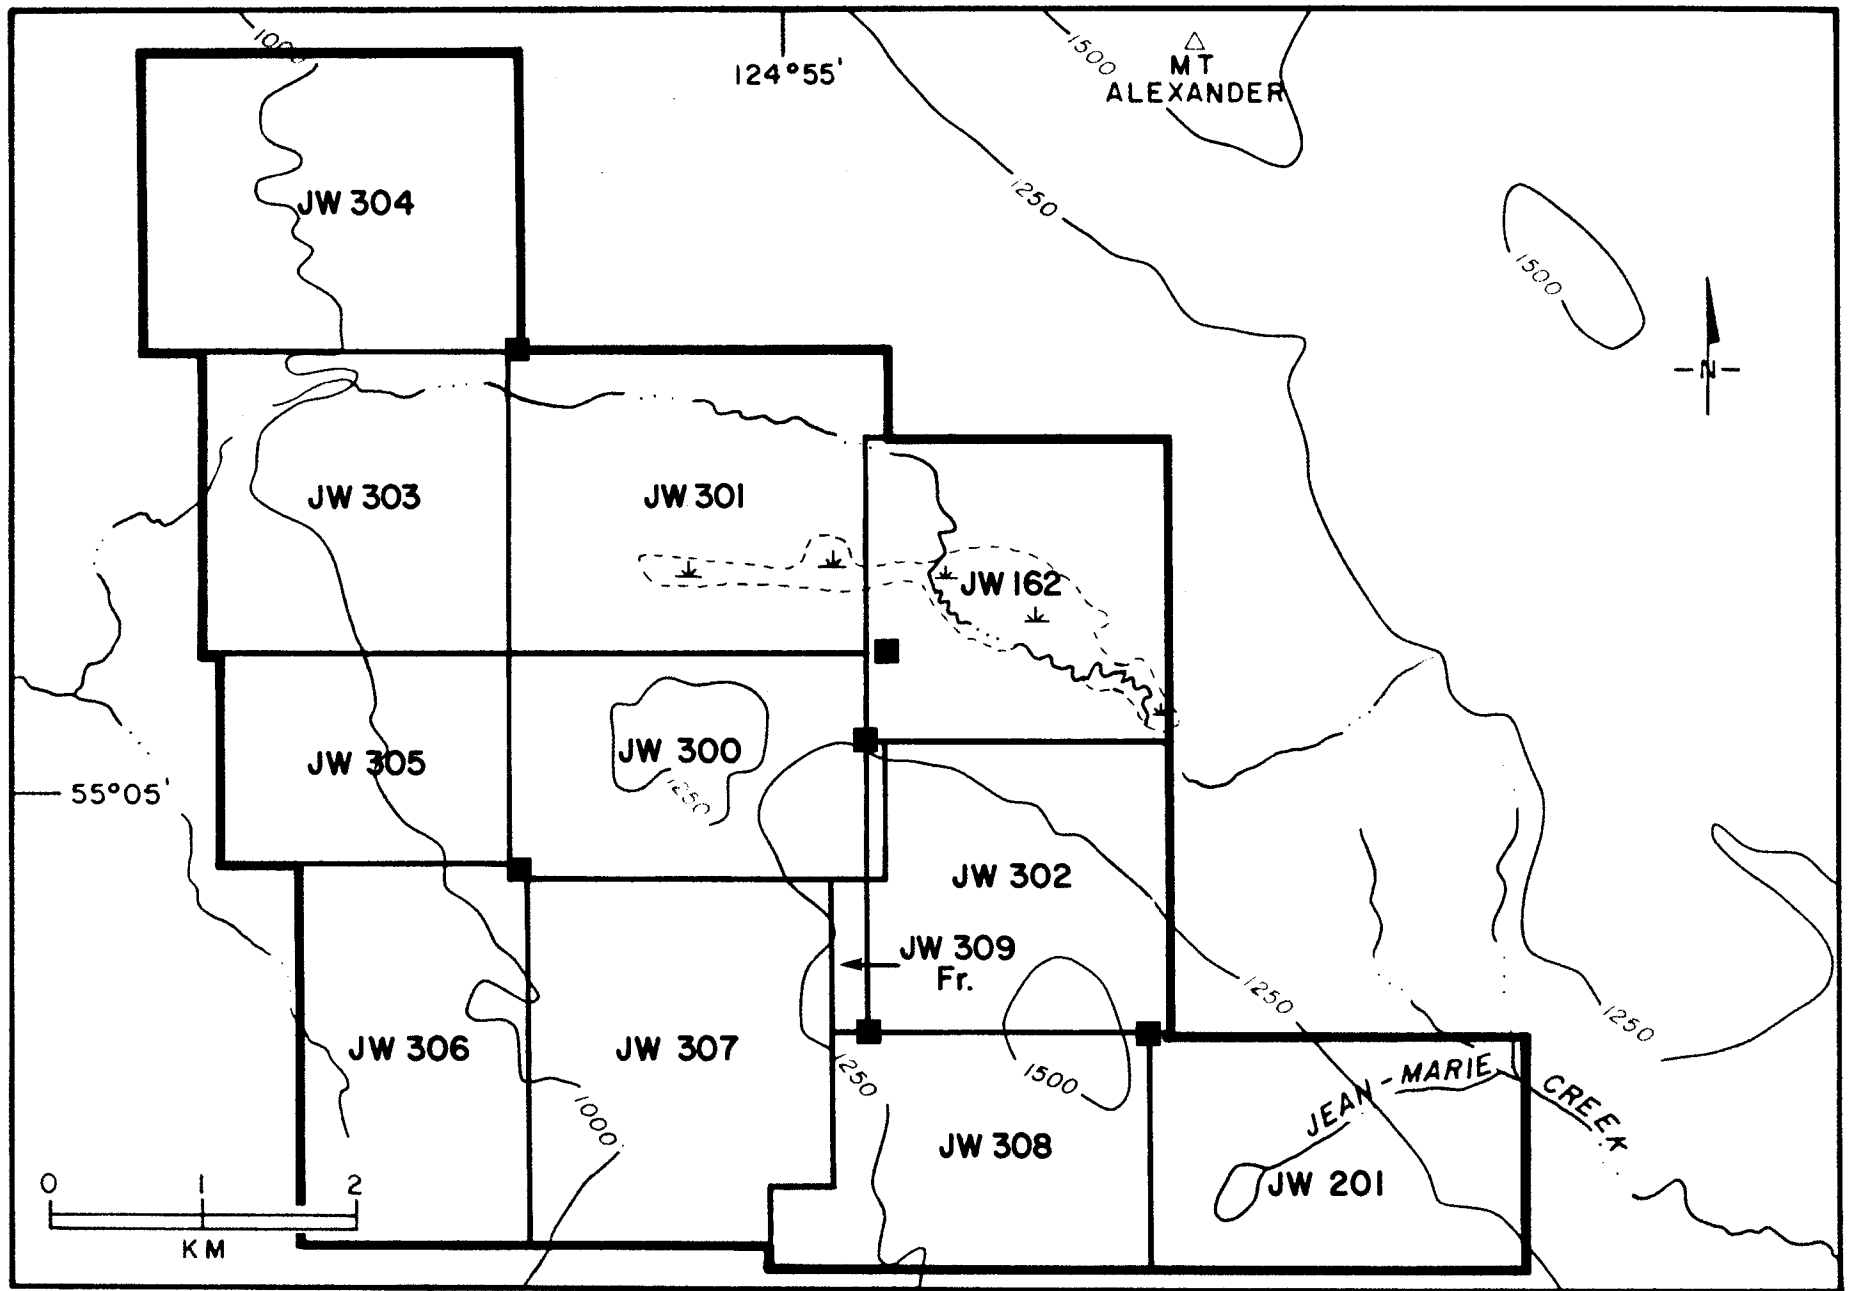 1000
124°55'
1500
MT
ALEXANDER
1250
JW 304
1500
-N-
JW 303
JW 301
JW 162
JW 305
JW 300
1250
55°05'
JW 302
JW 309
Fr.
1250
1250
JW 306
JW 307
1250
1500
1000
JEAN-MARIE CREEK
JW 308
JW 201
0 1 2
KM